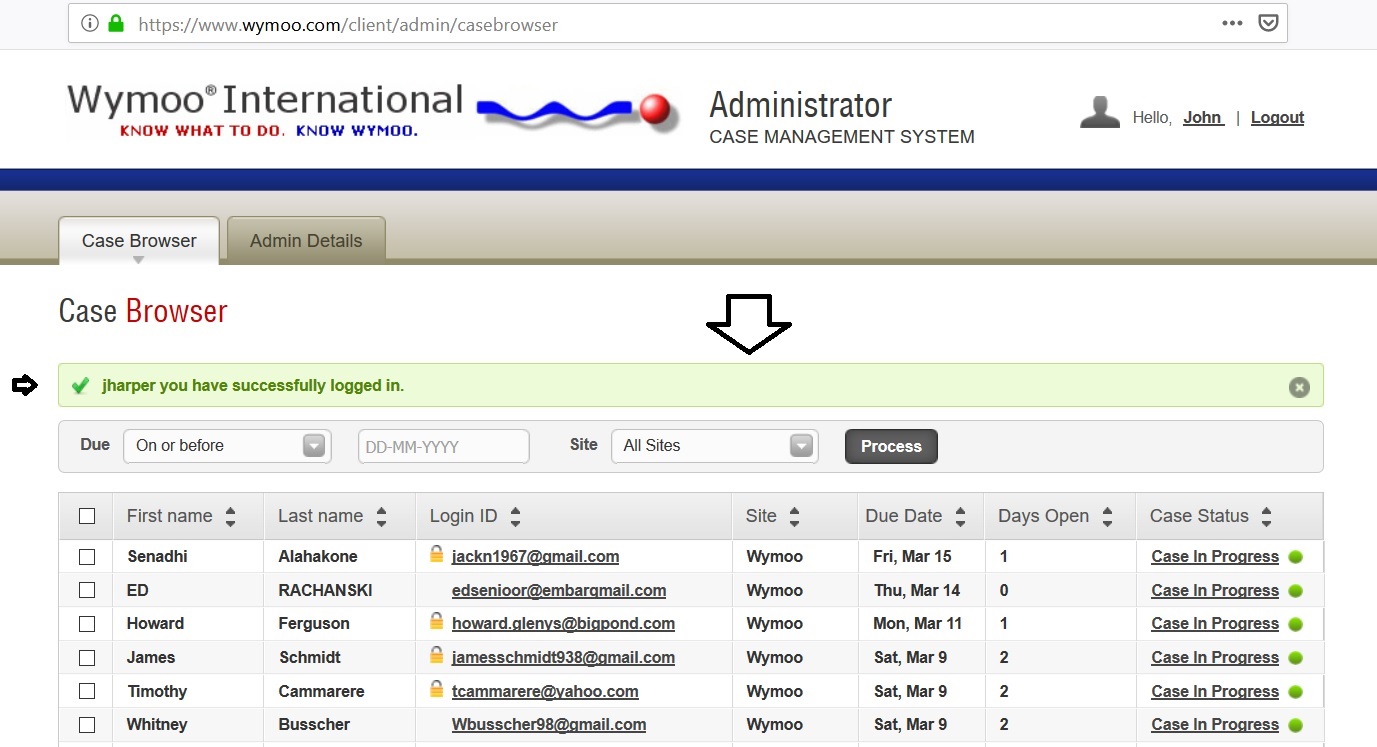 https://www.wymoo.com/client/admin/casebrowser
Wymoo® International
KNOW WHAT TO DO. KNOW WYMOO.
Administrator
CASE MANAGEMENT SYSTEM
Hello, John | Logout
Case Browser Admin Details
Case Browser
jharper you have successfully logged in.
Due On or before DD-MM-YYYY Site All Sites Process
First name Last name Login ID Site Due Date Days Open Case Status
Senadhi Alahakone jackn1967@gmail.com Wymoo Fri, Mar 15 1 Case In Progress
ED RACHANSKI edsenioor@embarqmail.com Wymoo Thu, Mar 14 0 Case In Progress
Howard Ferguson howard.glenys@bigpond.com Wymoo Mon, Mar 11 1 Case In Progress
James Schmidt jamesschmidt938@gmail.com Wymoo Sat, Mar 9 2 Case In Progress
Timothy Cammarere tcammarere@yahoo.com Wymoo Sat, Mar 9 2 Case In Progress
Whitney Busscher Wbusscher98@gmail.com Wymoo Sat, Mar 9 2 Case In Progress